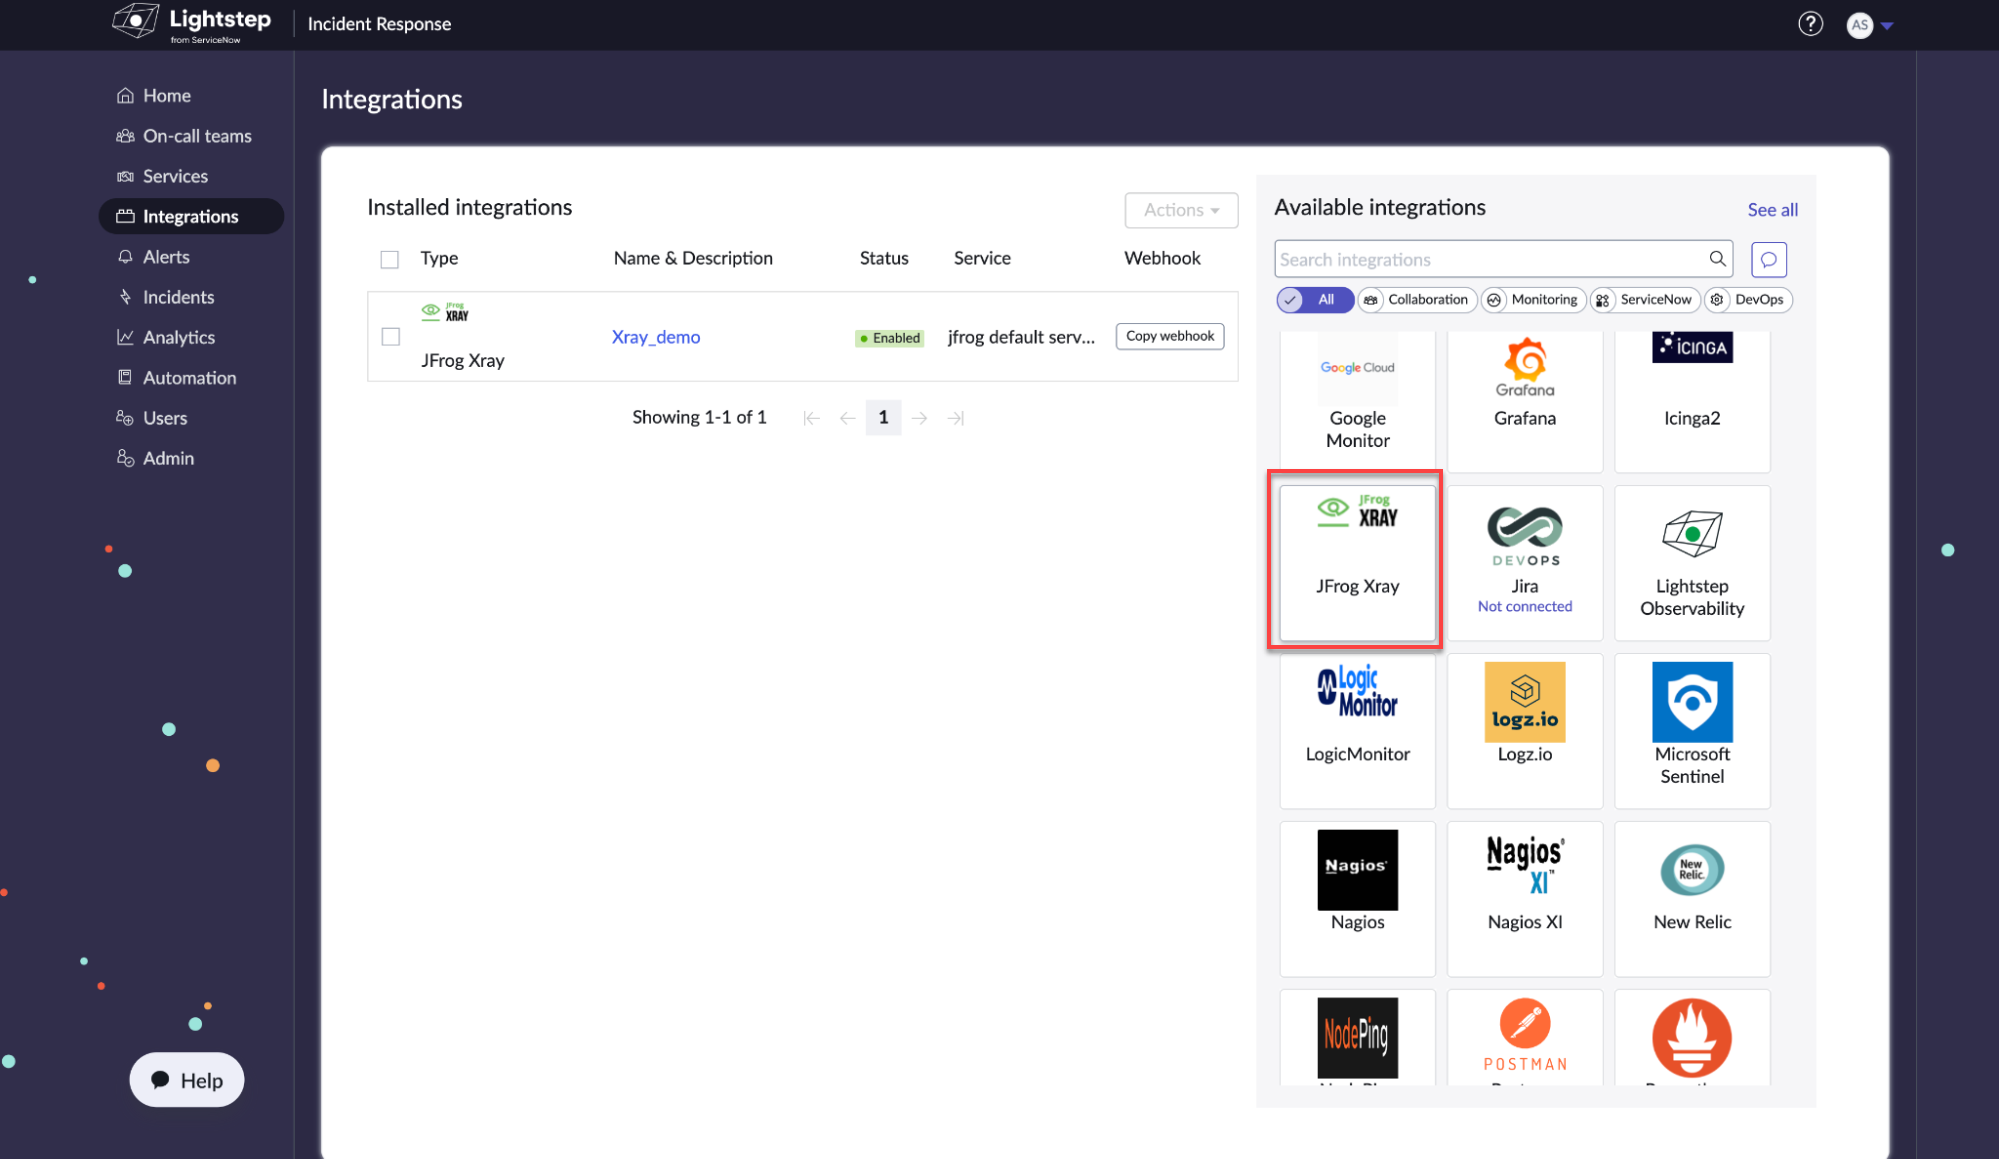 Lightstep
from ServiceNow
Incident Response
AS
Home
On-call teams
Services
Integrations
Alerts
Incidents
Analytics
Automation
Users
Admin
Help
Integrations
Installed integrations
Actions
Type Name & Description Status Service Webhook
JFrog
XRAY
JFrog Xray
Xray_demo
Enabled
jfrog default serv...
Copy webhook
Showing 1-1 of 1
1
Available integrations
See all
Search integrations
All Collaboration Monitoring ServiceNow DevOps
Google Cloud
Google
Monitor
Grafana
Grafana
ICINGA
Icinga2
JFrog
XRAY
JFrog Xray
DEVOPS
Jira
Not connected
Lightstep
Observability
Logic
Monitor
LogicMonitor
logz.io
Logz.io
Microsoft
Sentinel
Nagios®
Nagios
Nagios®
XI™
Nagios XI
New
Relic.
New Relic
NodePing
POSTMAN